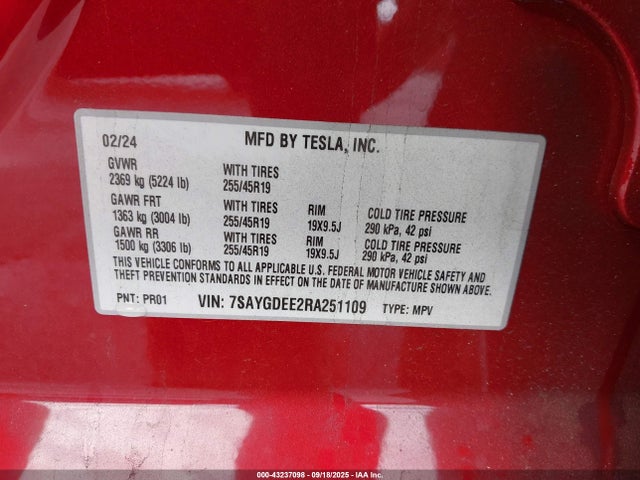 02/24 MFD BY TESLA, INC.
GVWR WITH TIRES
2369 kg (5224 lb) 255/45R19
GAWR FRT WITH TIRES RIM COLD TIRE PRESSURE
1363 kg (3004 lb) 255/45R19 19X9.5J 290 kPa, 42 psi
GAWR RR WITH TIRES RIM COLD TIRE PRESSURE
1500 kg (3306 lb) 255/45R19 19X9.5J 290 kPa, 42 psi
THIS VEHICLE CONFORMS TO ALL APPLICABLE U.S. FEDERAL MOTOR VEHICLE SAFETY AND
THEFT PREVENTION STANDARDS IN EFFECT ON THE DATE OF MANUFACTURE SHOWN ABOVE.
PNT: PR01 VIN: 7SAYGDEE2RA251109 TYPE: MPV
000-43237098 - 09/18/2025 - IAA Inc.